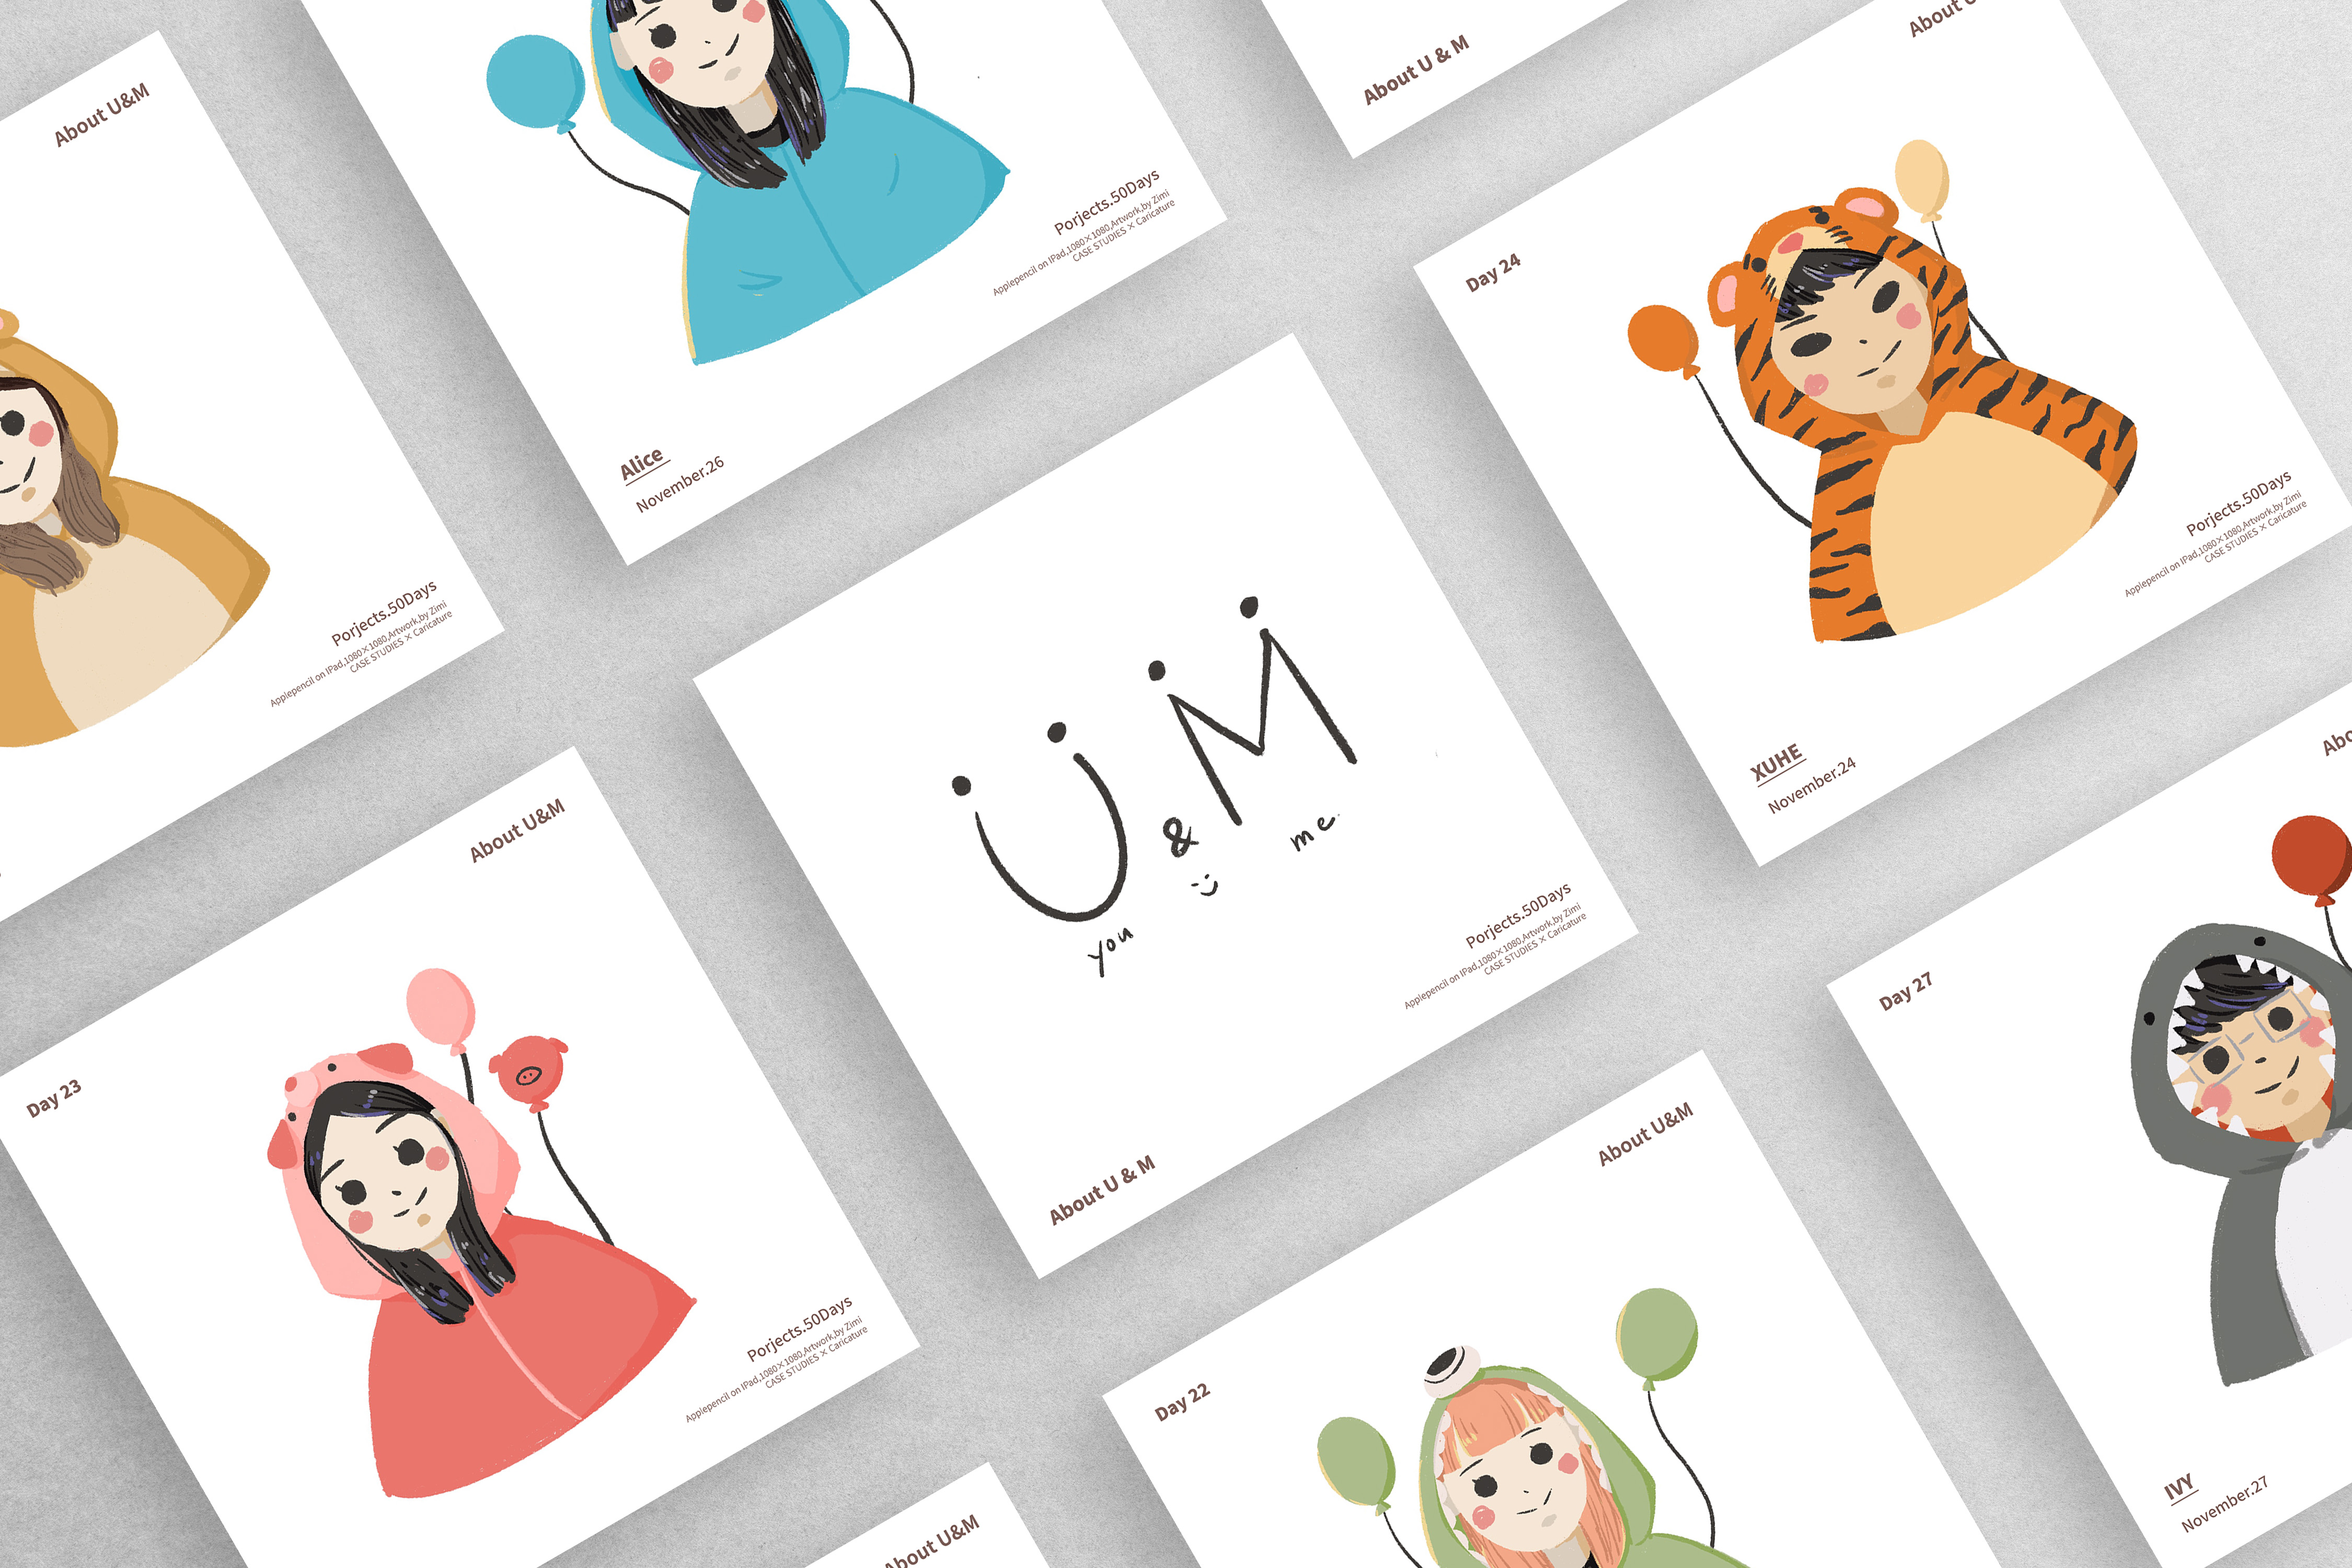 About U&M
Porjects.50Days
Applepencil on IPad,1080×1080,Artwork,by Zimi
CASE STUDIES × Caricature
Porjects.50Days
Applepencil on IPad,1080×1080,Artwork,by Zimi
CASE STUDIES × Caricature
Alice
November.26
About U & M
About
Day 24
Porjects.50Days
Applepencil on IPad,1080×1080,Artwork,by Zimi
CASE STUDIES × Caricature
XUHE
November.24
U & M
you me
Porjects.50Days
Applepencil on IPad,1080×1080,Artwork,by Zimi
CASE STUDIES × Caricature
About U & M
About U&M
Day 23
Porjects.50Days
Applepencil on IPad,1080×1080,Artwork,by Zimi
CASE STUDIES × Caricature
About U&M
Day 22
Day 27
IVY
November.27
About U&M